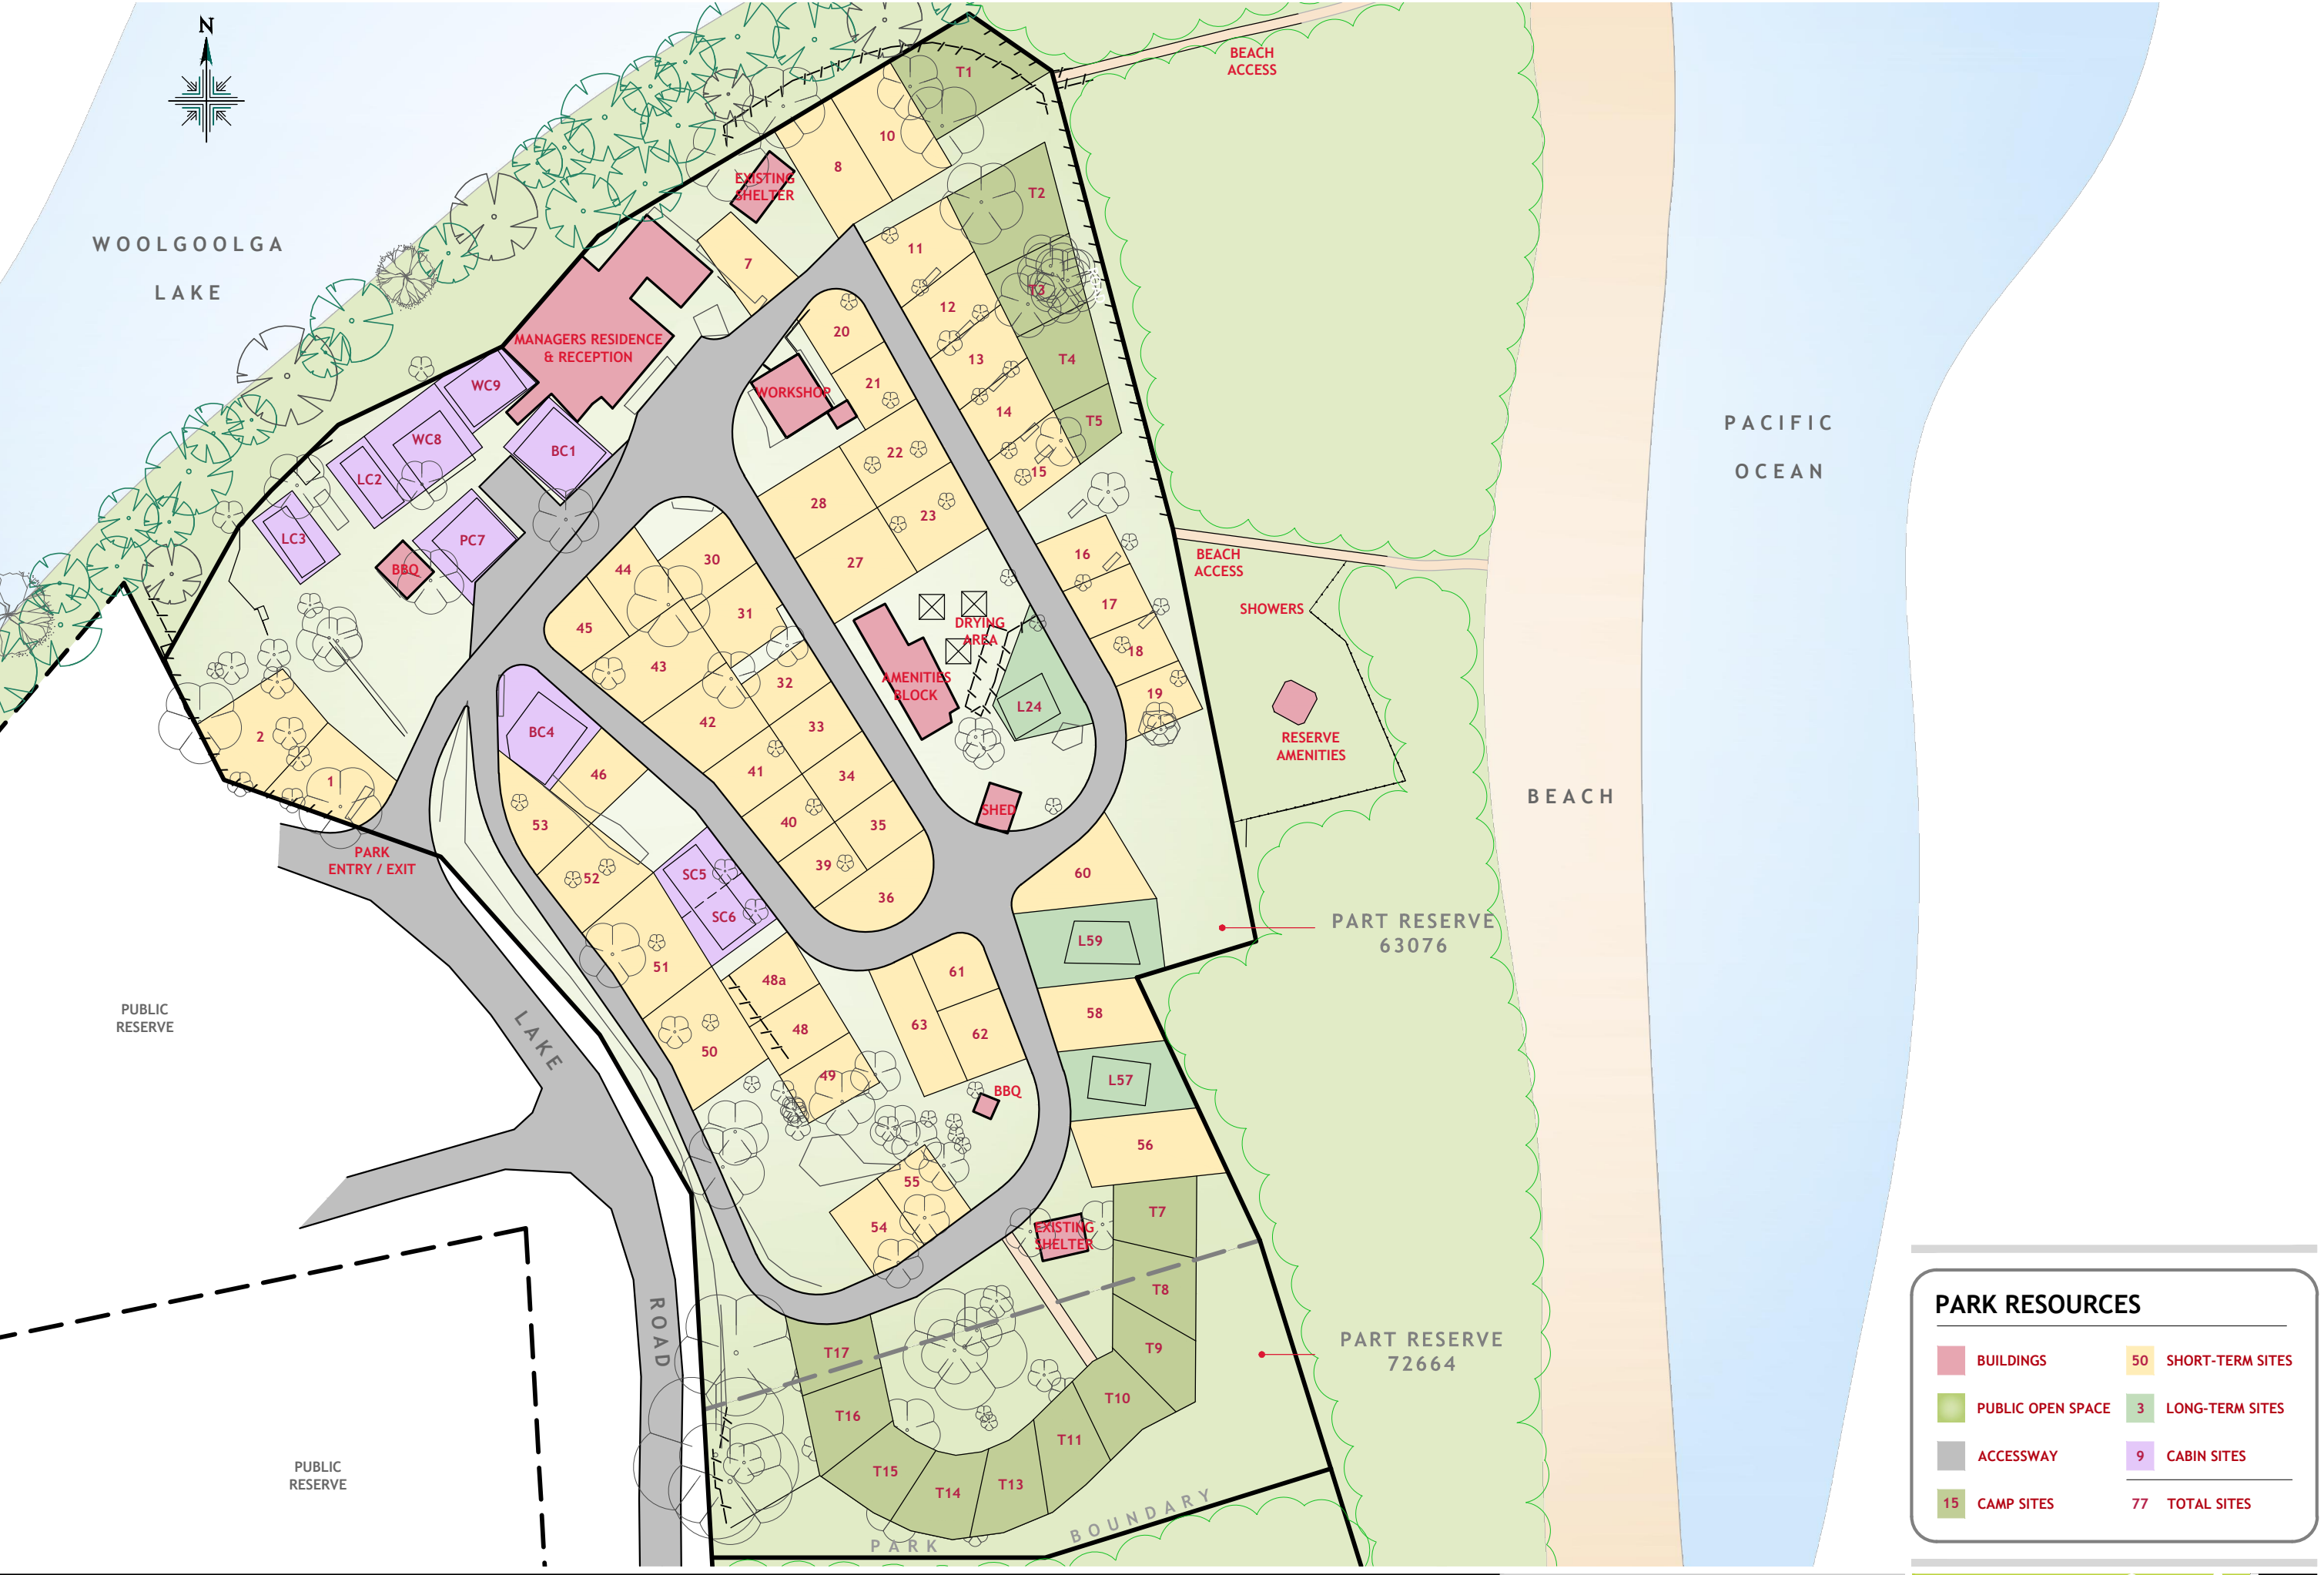 N
BEACH
ACCESS
T1
10
8
EXISTING
SHELTER
T2
WOOLGOOLGA
LAKE
11
7
T3
12
20
MANAGERS RESIDENCE
& RECEPTION
13
T4
WC9
21
WORKSHOP
14
T5
PACIFIC
OCEAN
WC8
BC1
22
15
LC2
28
23
LC3
PC7
BBQ
44
30
27
16
BEACH
ACCESS
17
SHOWERS
45
31
DRYING
AREA
18
43
32
AMENITIES
BLOCK
19
L24
42
33
2
BC4
RESERVE
AMENITIES
1
46
41
34
BEACH
53
40
35
SHED
PARK
ENTRY / EXIT
39
60
52
SC5
36
SC6
PART RESERVE
63076
L59
51
48a
61
58
PUBLIC
RESERVE
LAKE
50
48
63
62
49
BBQ
L57
56
55
54
T7
EXISTING
SHELTER
T8
ROAD
T17
T9
PART RESERVE
72664
T10
T16
T11
T15
T14
T13
PUBLIC
RESERVE
PARK BOUNDARY
PARK RESOURCES
BUILDINGS
50 SHORT-TERM SITES
PUBLIC OPEN SPACE
3 LONG-TERM SITES
ACCESSWAY
9 CABIN SITES
15 CAMP SITES
77 TOTAL SITES